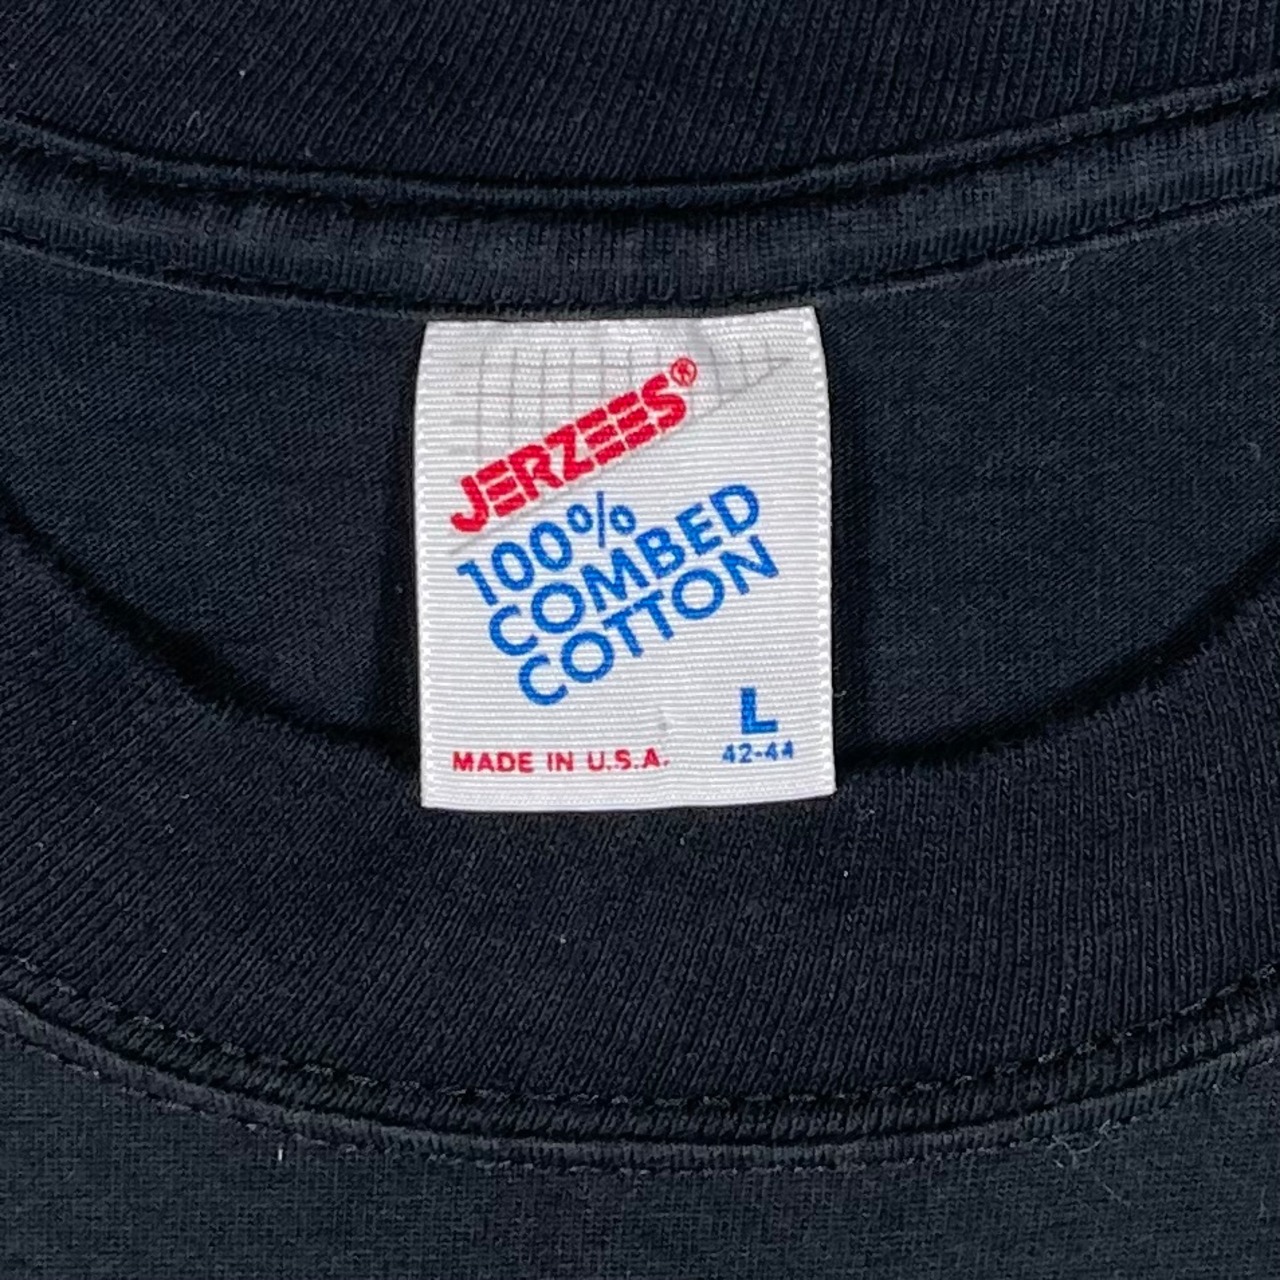 JERZEES®
100%
COMBED
COTTON
L
MADE IN U.S.A.
42-44